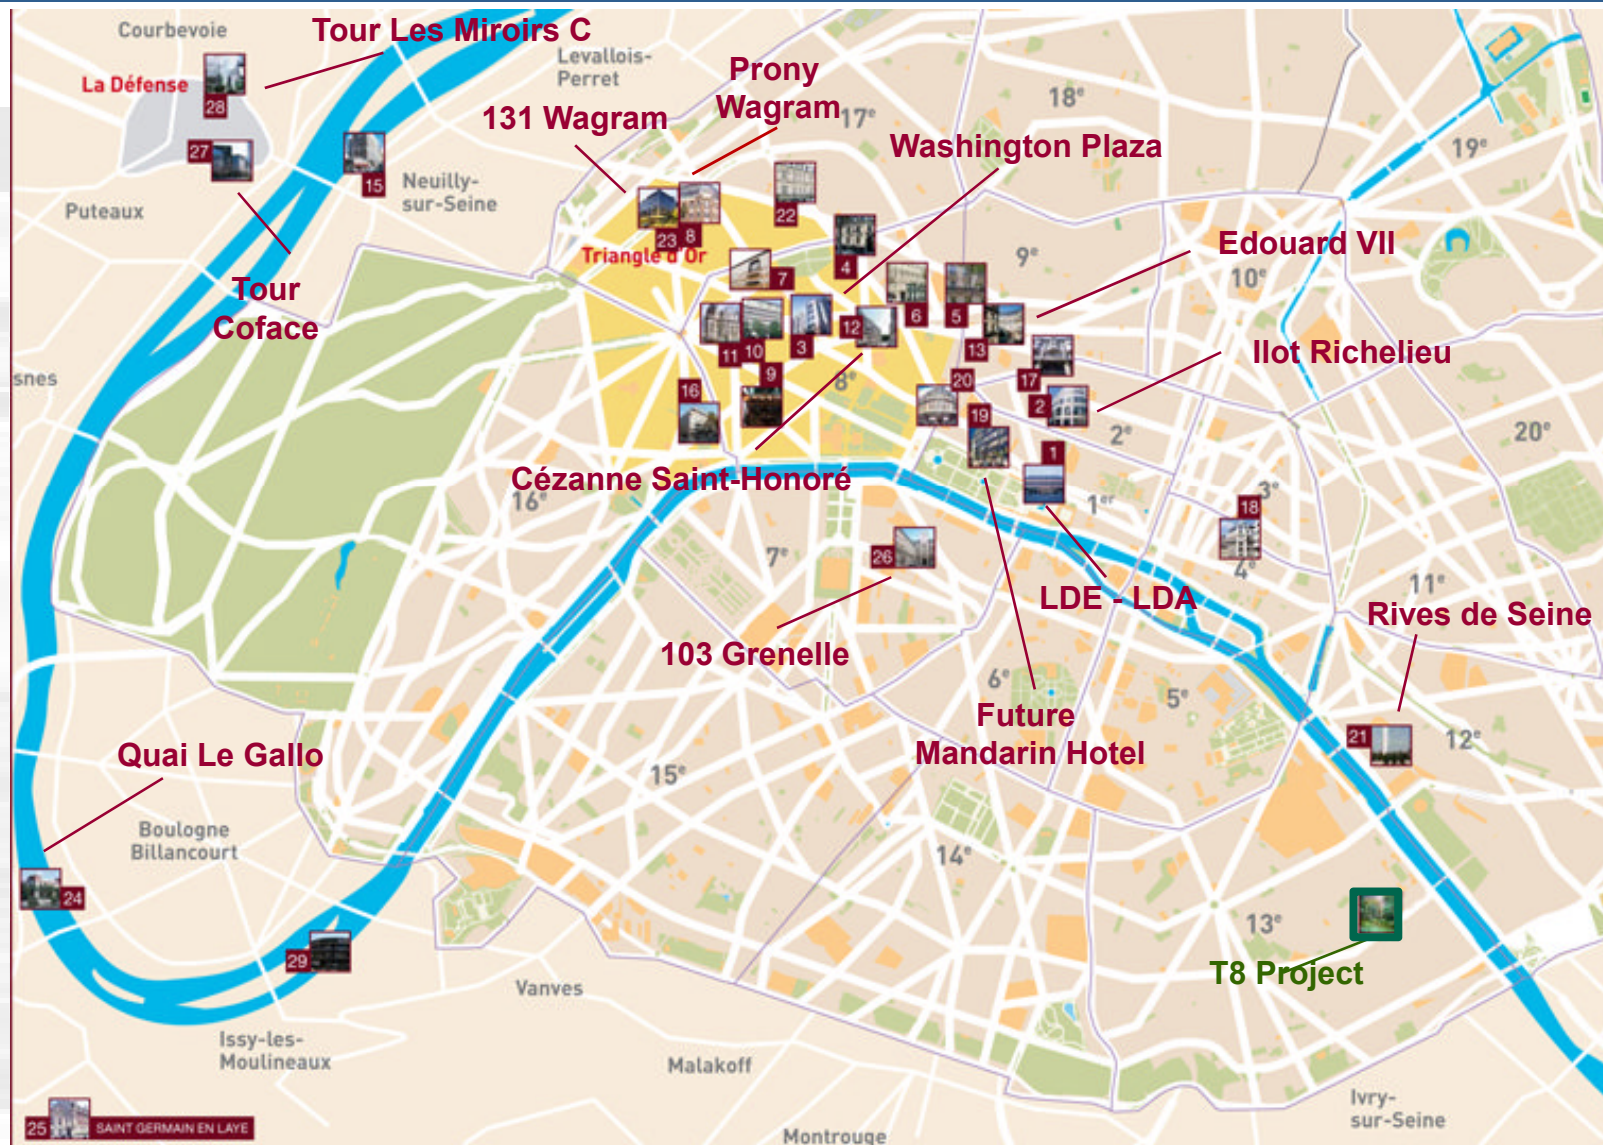 Courbevoie
Tour Les Miroirs C
Levallois-
Perret
La Défense
28
Prony
Wagram
131 Wagram
17e
18e
Washington Plaza
19e
27
15
Neuilly-
sur-Seine
Puteaux
22
23
8
Triangle d'Or
4
7
9e
Edouard VII
10e
Tour
Coface
6
5
12
3
11
10
13
Ilot Richelieu
snes
9
8e
16
20
17
2
19
2e
20e
1
Cézanne Saint-Honoré
16e
1er
3e
18
7e
26
4e
11e
LDE - LDA
Rives de Seine
103 Grenelle
6e
5e
Future
Mandarin Hotel
21
12e
Quai Le Gallo
15e
Boulogne
Billancourt
14e
24
13e
29
T8 Project
Vanves
Issy-les-
Moulineaux
Malakoff
Ivry-
sur-Seine
25
SAINT GERMAIN EN LAYE
Montrouge